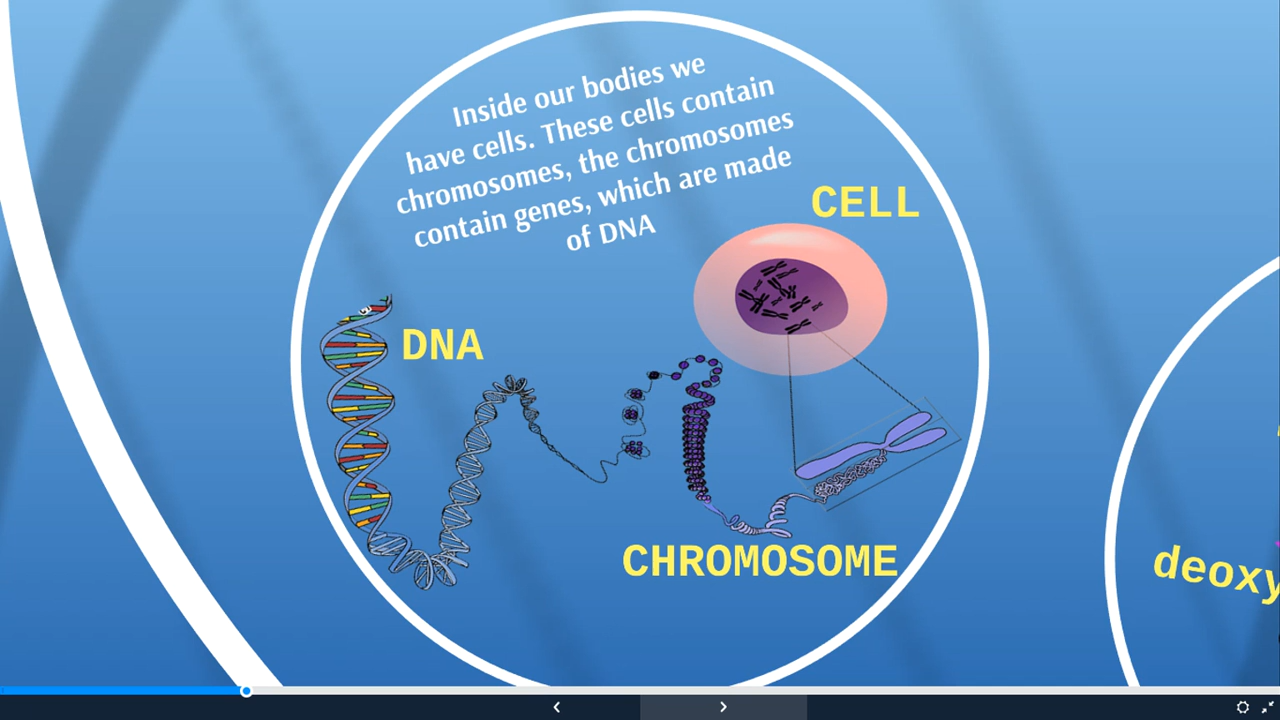 Inside our bodies we
have cells. These cells contain
chromosomes, the chromosomes
contain genes, which are made
of DNA
CELL
DNA
CHROMOSOME
deoxy